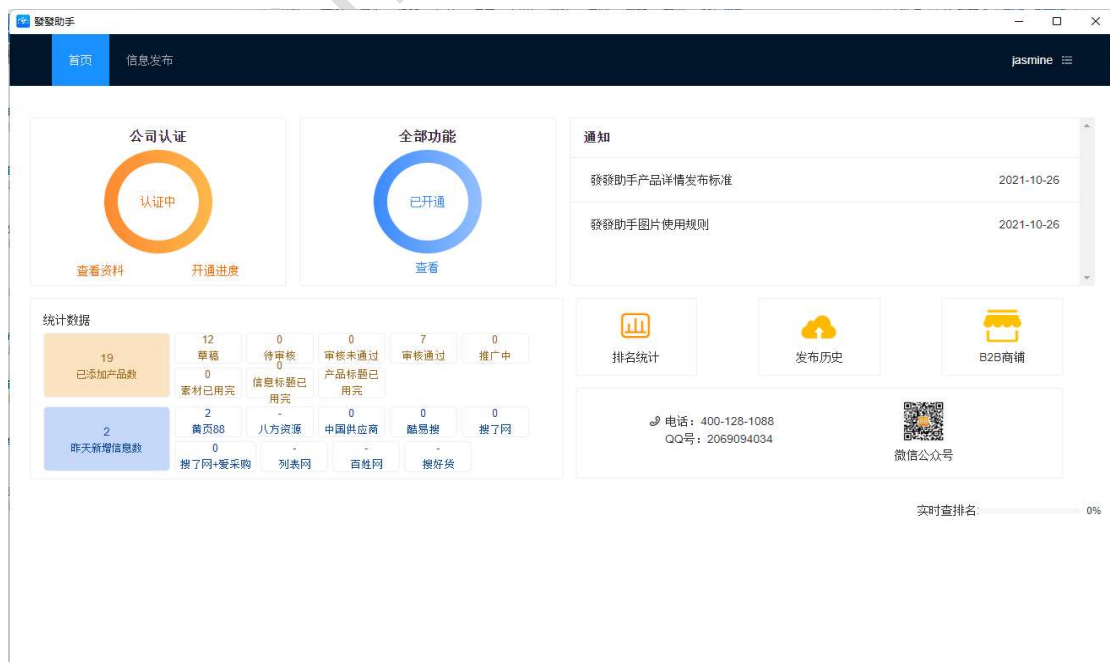 發發助手
首页 信息发布 jasmine
公司认证
认证中
查看资料 开通进度
全部功能
已开通
查看
通知
發發助手产品详情发布标准 2021-10-26
發發助手图片使用规则 2021-10-26
统计数据
19
已添加产品数
12
草稿
0
待审核
0
审核未通过
7
审核通过
0
推广中
0
素材已用完
0
信息标题已
用完
产品标题已
用完
2
昨天新增信息数
2
黄页88
-
八方资源
0
中国供应商
0
酷易搜
0
搜了网
0
搜了网+爱采购
-
列表网
-
百姓网
-
搜好货
排名统计
发布历史
B2B商铺
电话：400-128-1088
QQ号：2069094034
微信公众号
实时查排名: 0%